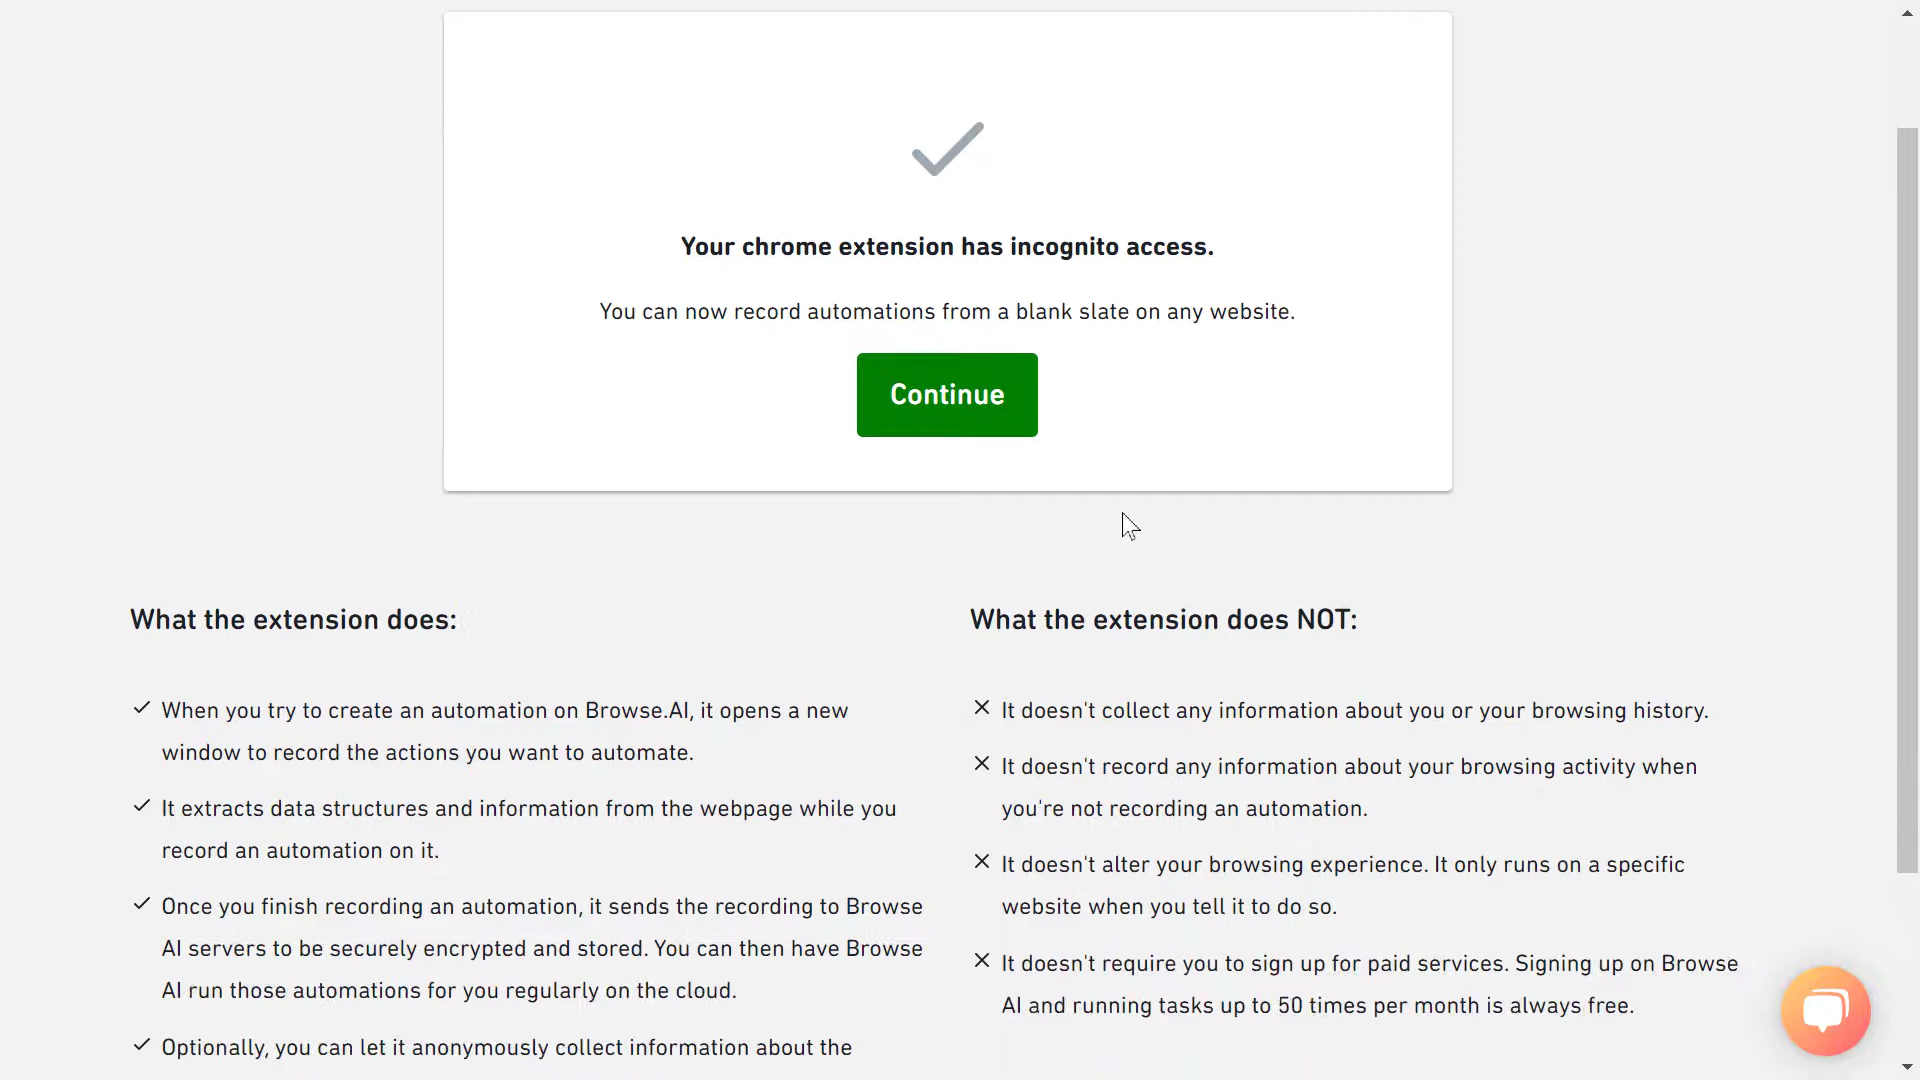 Your chrome extension has incognito access.
You can now record automations from a blank slate on any website.
Continue
What the extension does:
When you try to create an automation on Browse.AI, it opens a new
window to record the actions you want to automate.
It extracts data structures and information from the webpage while you
record an automation on it.
Once you finish recording an automation, it sends the recording to Browse
AI servers to be securely encrypted and stored. You can then have Browse
AI run those automations for you regularly on the cloud.
Optionally, you can let it anonymously collect information about the
What the extension does NOT:
It doesn't collect any information about you or your browsing history.
It doesn't record any information about your browsing activity when
you're not recording an automation.
It doesn't alter your browsing experience. It only runs on a specific
website when you tell it to do so.
It doesn't require you to sign up for paid services. Signing up on Browse
AI and running tasks up to 50 times per month is always free.